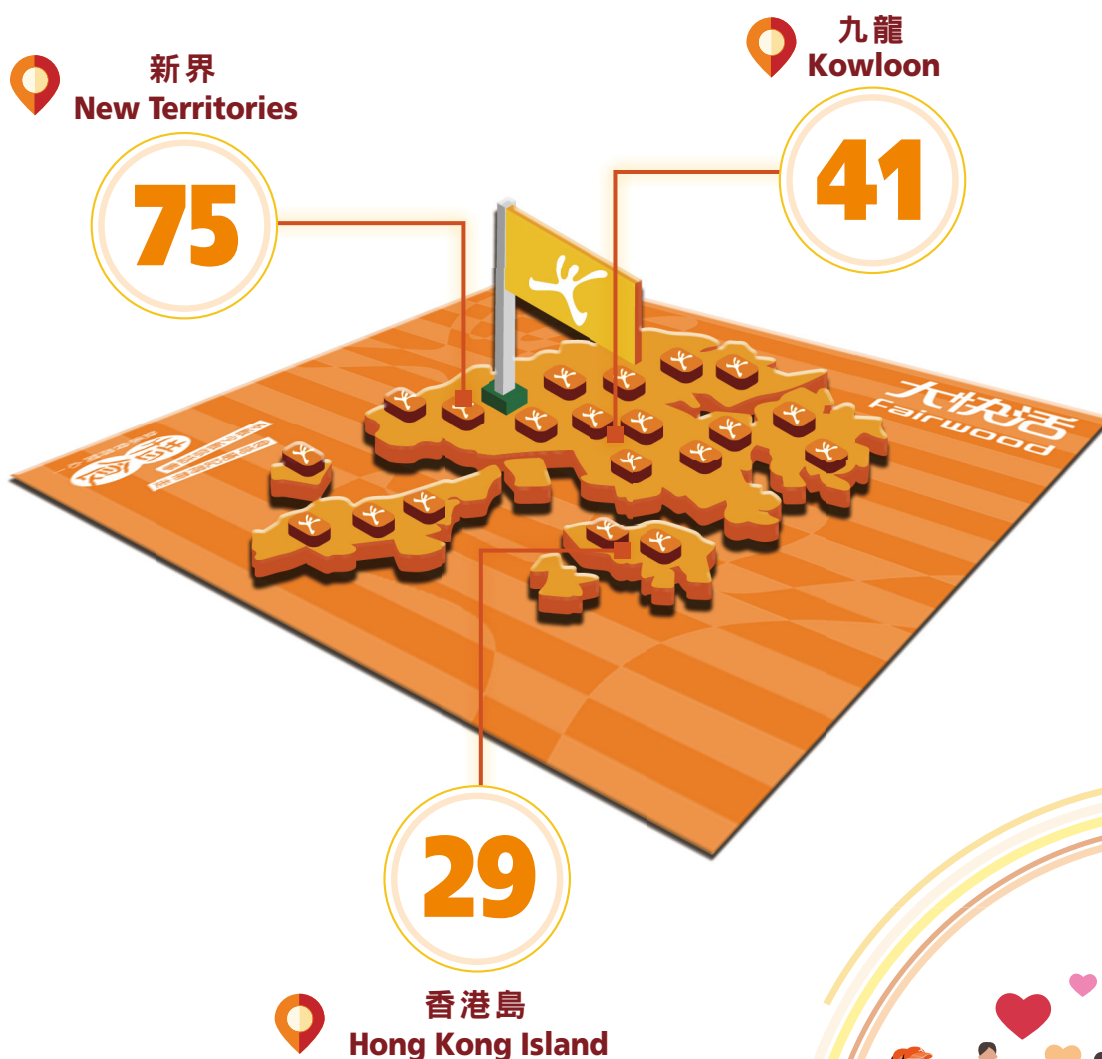 新界
New Territories
75
九龍
Kowloon
41
大快活
Fairwood
29
香港島
Hong Kong Island